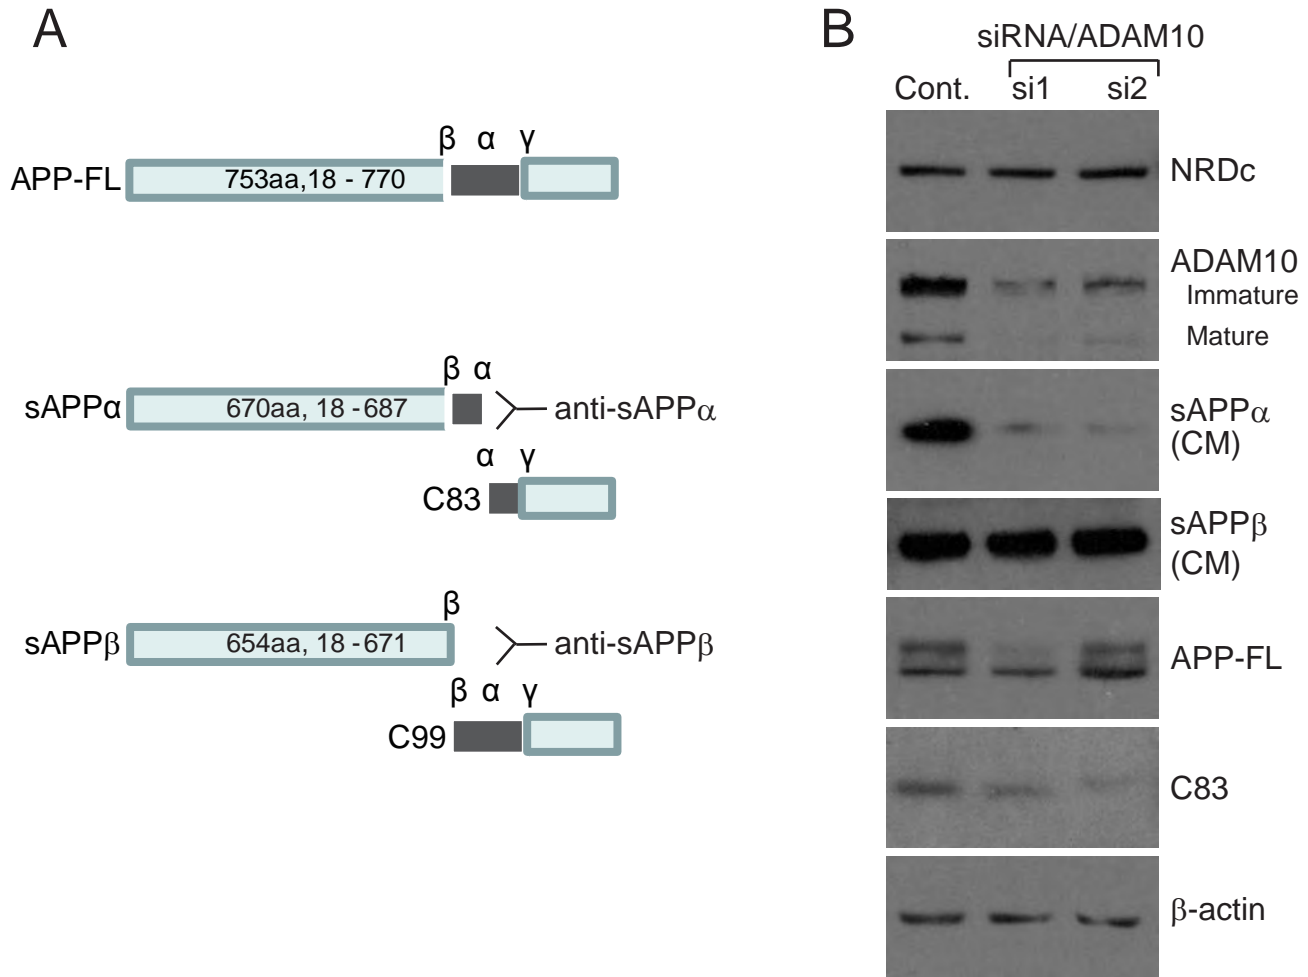 A
β α γ
APP-FL
753aa,18 - 770
β α
sAPPα
670aa, 18 -687
anti-sAPPα
α γ
C83
β
sAPPβ
654aa, 18 -671
anti-sAPPβ
β α γ
C99
B
siRNA/ADAM10
Cont. si1 si2
NRDc
ADAM10
Immature
Mature
sAPPα
(CM)
sAPPβ
(CM)
APP-FL
C83
β-actin